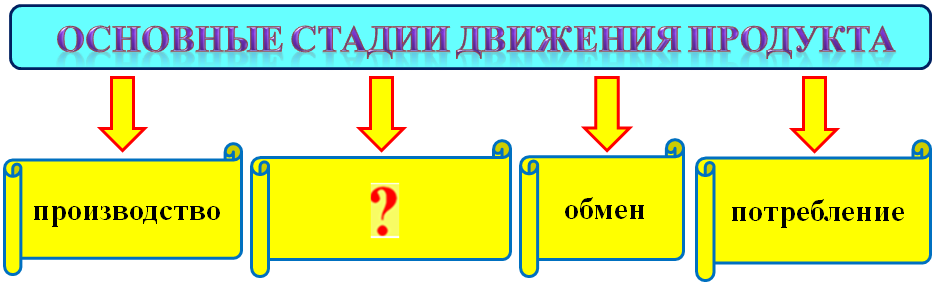 ОСНОВНЫЕ СТАДИИ ДВИЖЕНИЯ ПРОДУКТА
производство
?
обмен
потребление